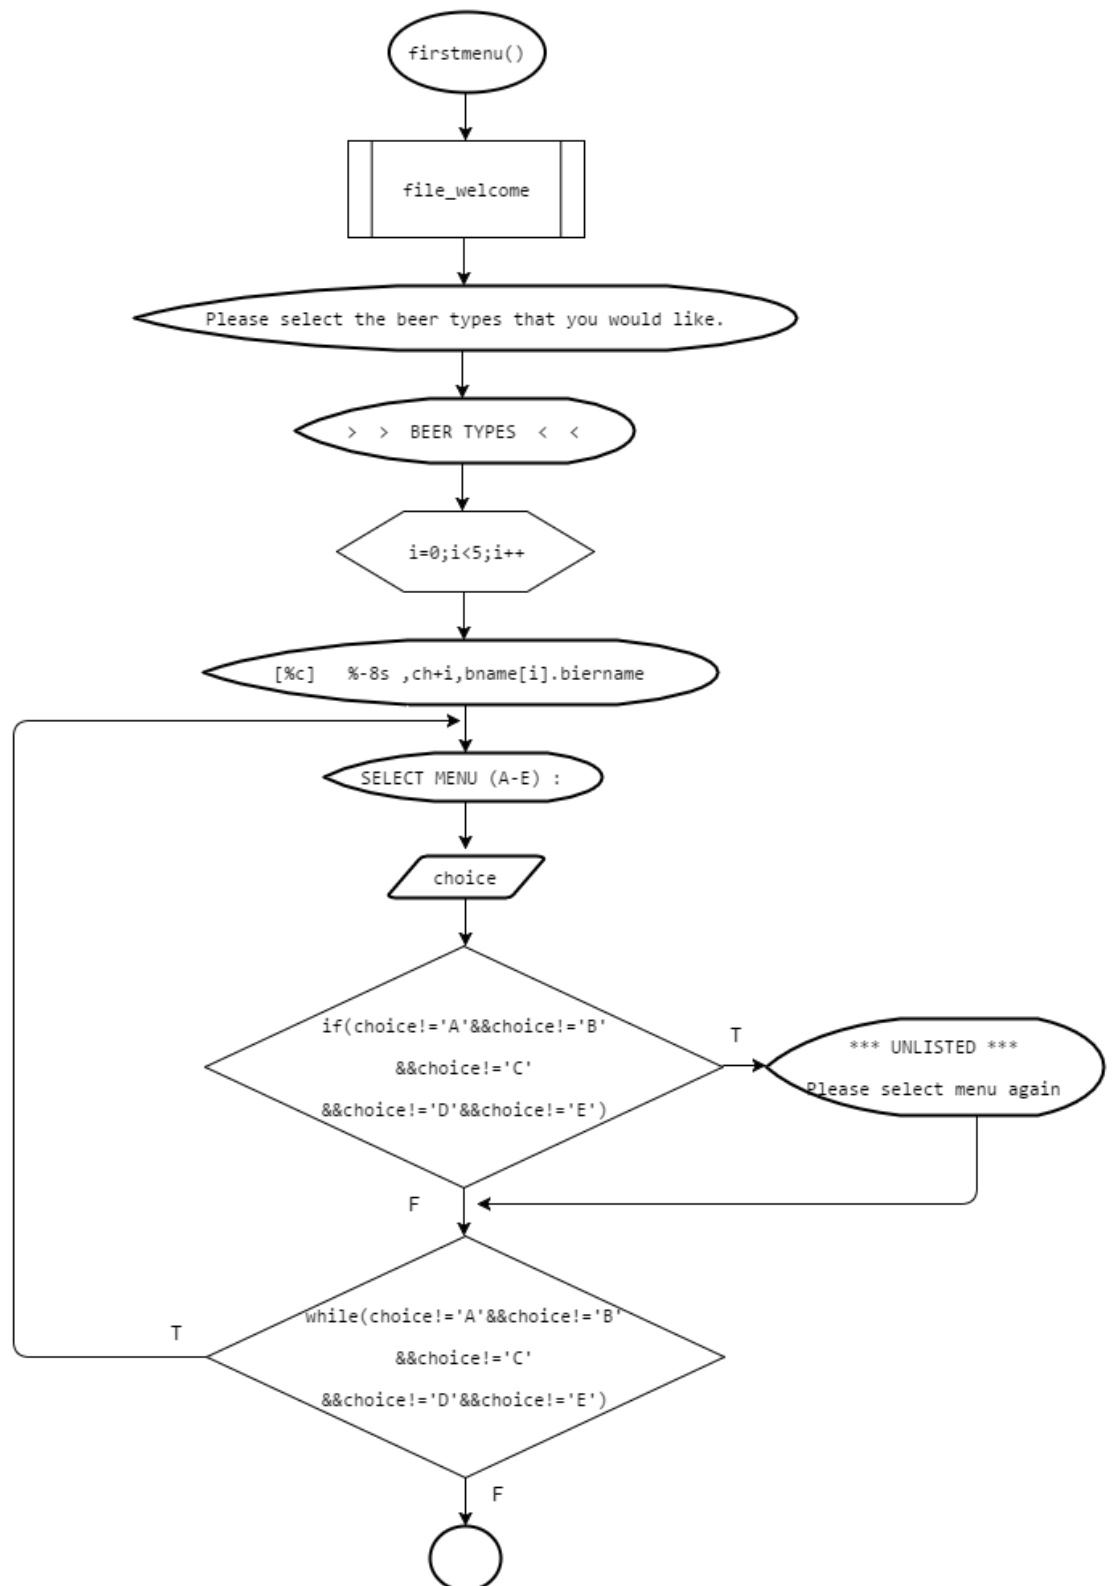 firstmenu()
file_welcome
Please select the beer types that you would like.
> > BEER TYPES < <
i=0;i<5;i++
[%c] %-8s ,ch+i,bname[i].biername
SELECT MENU (A-E) :
choice
if(choice!='A'&&choice!='B'
&&choice!='C'
&&choice!='D'&&choice!='E')
T
*** UNLISTED ***
Please select menu again
F
while(choice!='A'&&choice!='B'
&&choice!='C'
&&choice!='D'&&choice!='E')
T
F